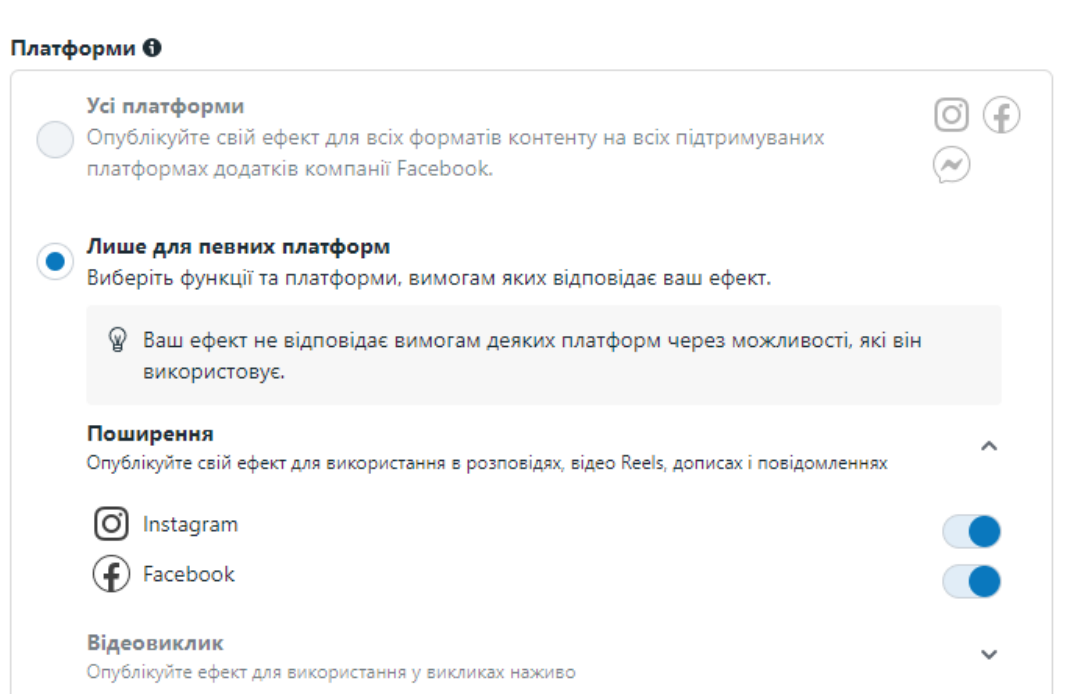 Платформи
Усі платформи
Опублікуйте свій ефект для всіх форматів контенту на всіх підтримуваних
платформах додатків компанії Facebook.
Лише для певних платформ
Виберіть функції та платформи, вимогам яких відповідає ваш ефект.
Ваш ефект не відповідає вимогам деяких платформ через можливості, які він
використовує.
Поширення
Опублікуйте свій ефект для використання в розповідях, відео Reels, дописах і повідомленнях
Instagram
Facebook
Відеовиклик
Опублікуйте ефект для використання у викликах наживо